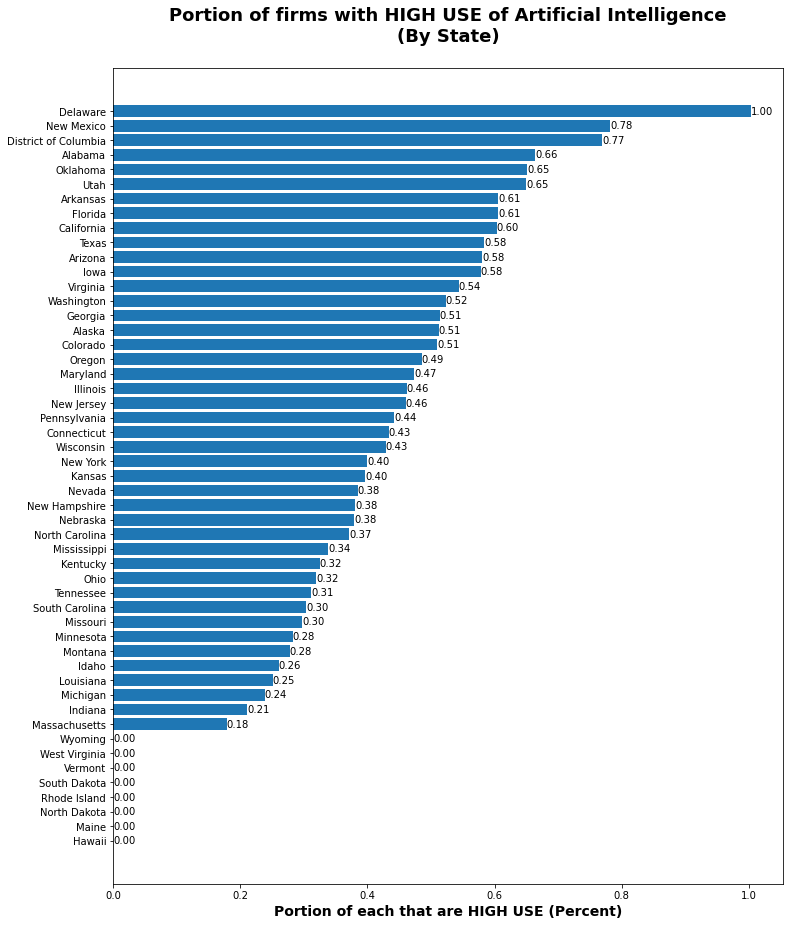 Portion of firms with HIGH USE of Artificial Intelligence
(By State)
Delaware 1.00
New Mexico 0.78
District of Columbia 0.77
Alabama 0.66
Oklahoma 0.65
Utah 0.65
Arkansas 0.61
Florida 0.61
California 0.60
Texas 0.58
Arizona 0.58
Iowa 0.58
Virginia 0.54
Washington 0.52
Georgia 0.51
Alaska 0.51
Colorado 0.51
Oregon 0.49
Maryland 0.47
Illinois 0.46
New Jersey 0.46
Pennsylvania 0.44
Connecticut 0.43
Wisconsin 0.43
New York 0.40
Kansas 0.40
Nevada 0.38
New Hampshire 0.38
Nebraska 0.38
North Carolina 0.37
Mississippi 0.34
Kentucky 0.32
Ohio 0.32
Tennessee 0.31
South Carolina 0.30
Missouri 0.30
Minnesota 0.28
Montana 0.28
Idaho 0.26
Louisiana 0.25
Michigan 0.24
Indiana 0.21
Massachusetts 0.18
Wyoming 0.00
West Virginia 0.00
Vermont 0.00
South Dakota 0.00
Rhode Island 0.00
North Dakota 0.00
Maine 0.00
Hawaii 0.00
0.0 0.2 0.4 0.6 0.8 1.0
Portion of each that are HIGH USE (Percent)